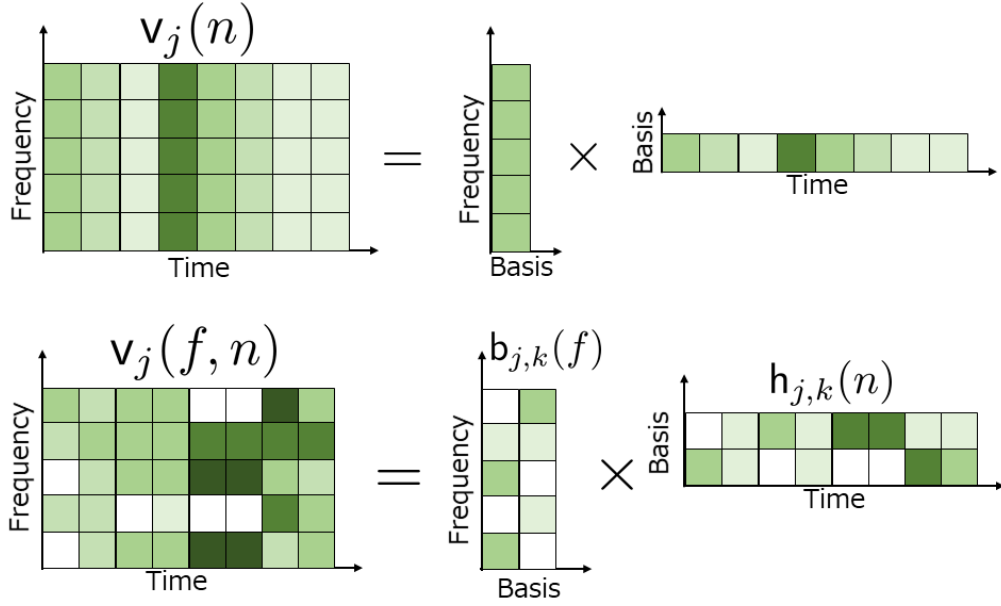 v_j(n)
Frequency
Time
=
Frequency
Basis
×
Basis
Time
v_j(f, n)
Frequency
Time
=
b_{j,k}(f)
Frequency
Basis
×
h_{j,k}(n)
Basis
Time